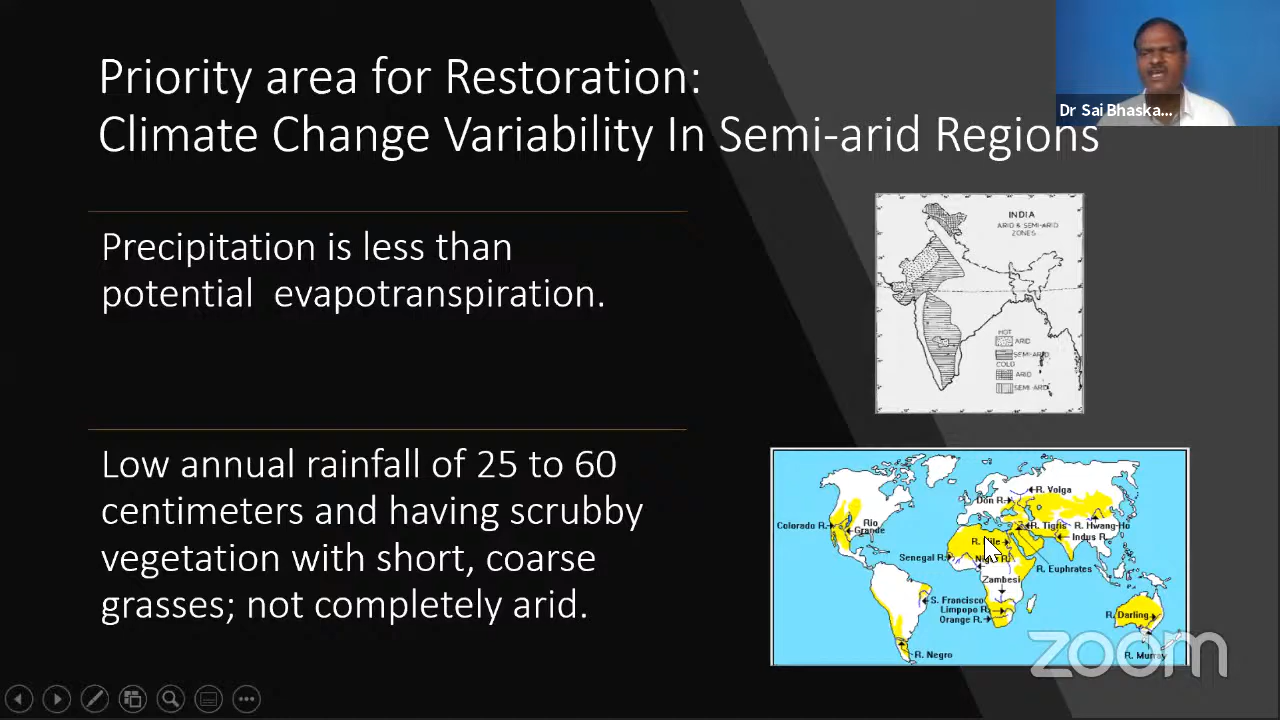 Priority area for Restoration:
Climate Change Variability In Semi-arid Regions
Dr Sai Bhaska...
Precipitation is less than
potential evapotranspiration.
Low annual rainfall of 25 to 60
centimeters and having scrubby
vegetation with short, coarse
grasses; not completely arid.
INDIA
ARID & SEMI-ARID
ZONES
HOT
ARID
SEMI-ARID
COLD
ARID
SEMI-ARID
R. Volga
Don R.
Colorado R.
Rio
Grande
R. Tigris
R. Hwang-Ho
Indus R.
Senegal R.
R. Euphrates
Zambesi
S. Francisco
Limpopo R.
Orange R.
R. Darling
R. Negro
R. Murray
zoom